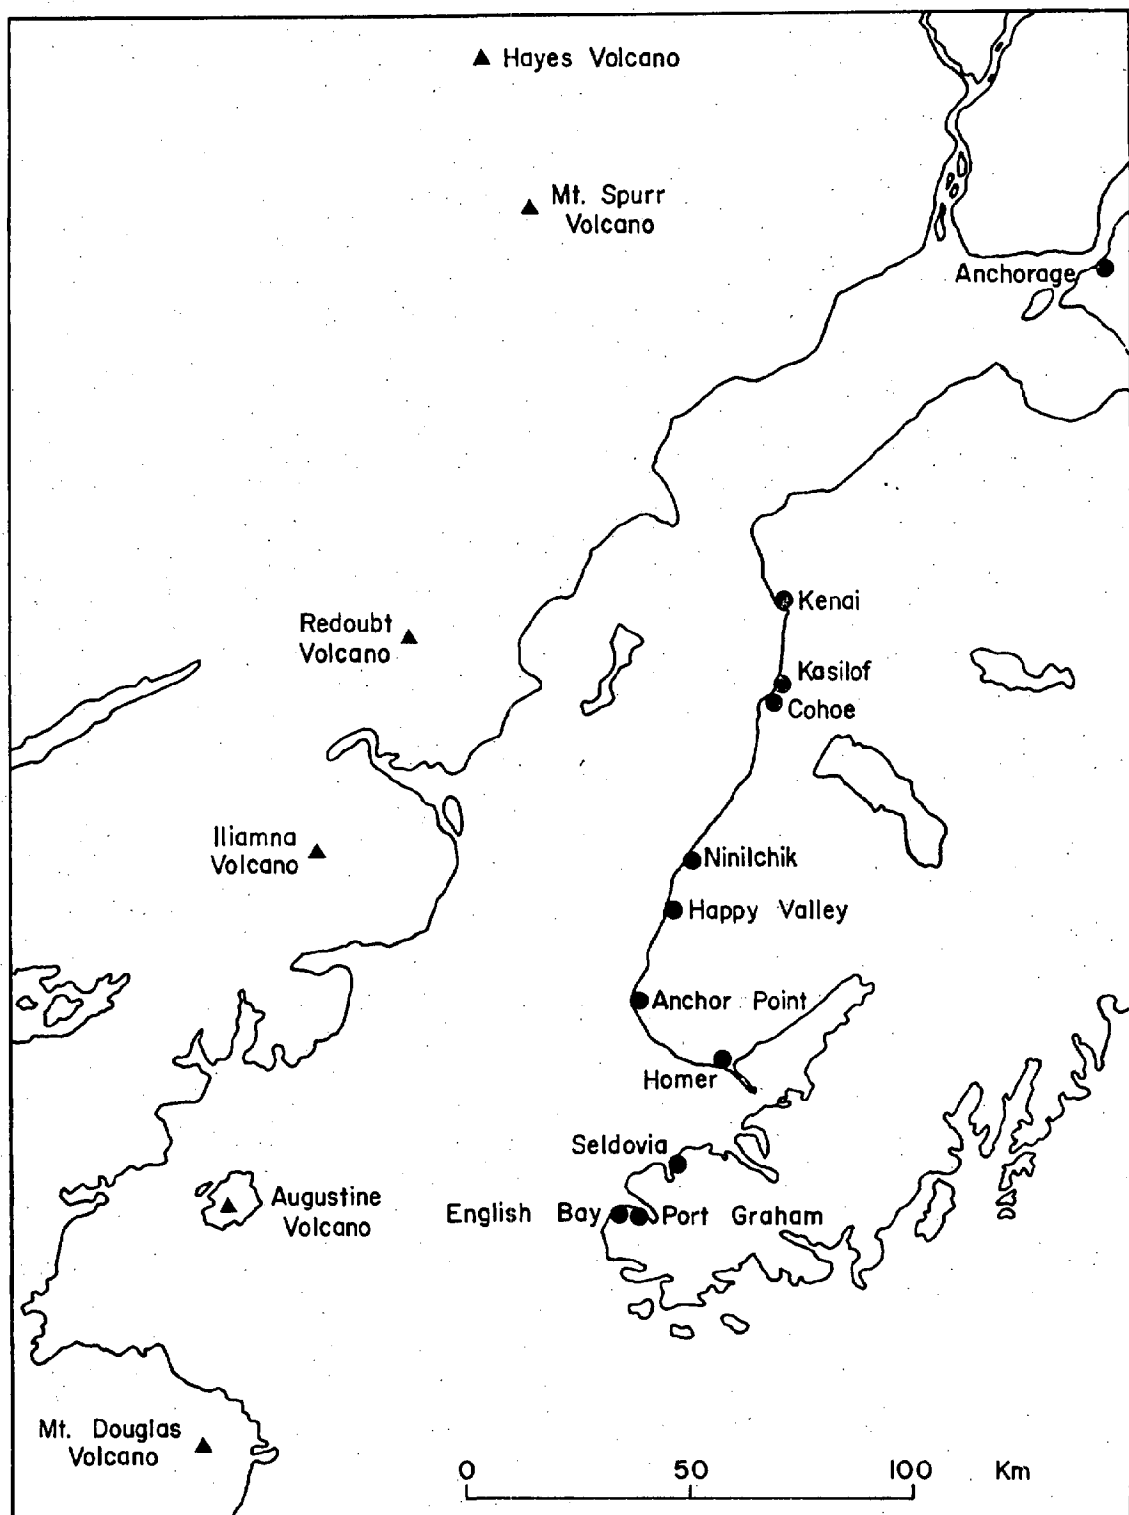 Hayes Volcano
Mt. Spurr
Volcano
Anchorage
Kenai
Redoubt
Volcano
Kasilof
Cohoe
Iliamna
Volcano
Ninilchik
Happy Valley
Anchor Point
Homer
Seldovia
Augustine
Volcano
English Bay
Port Graham
Mt. Douglas
Volcano
0 50 100 Km